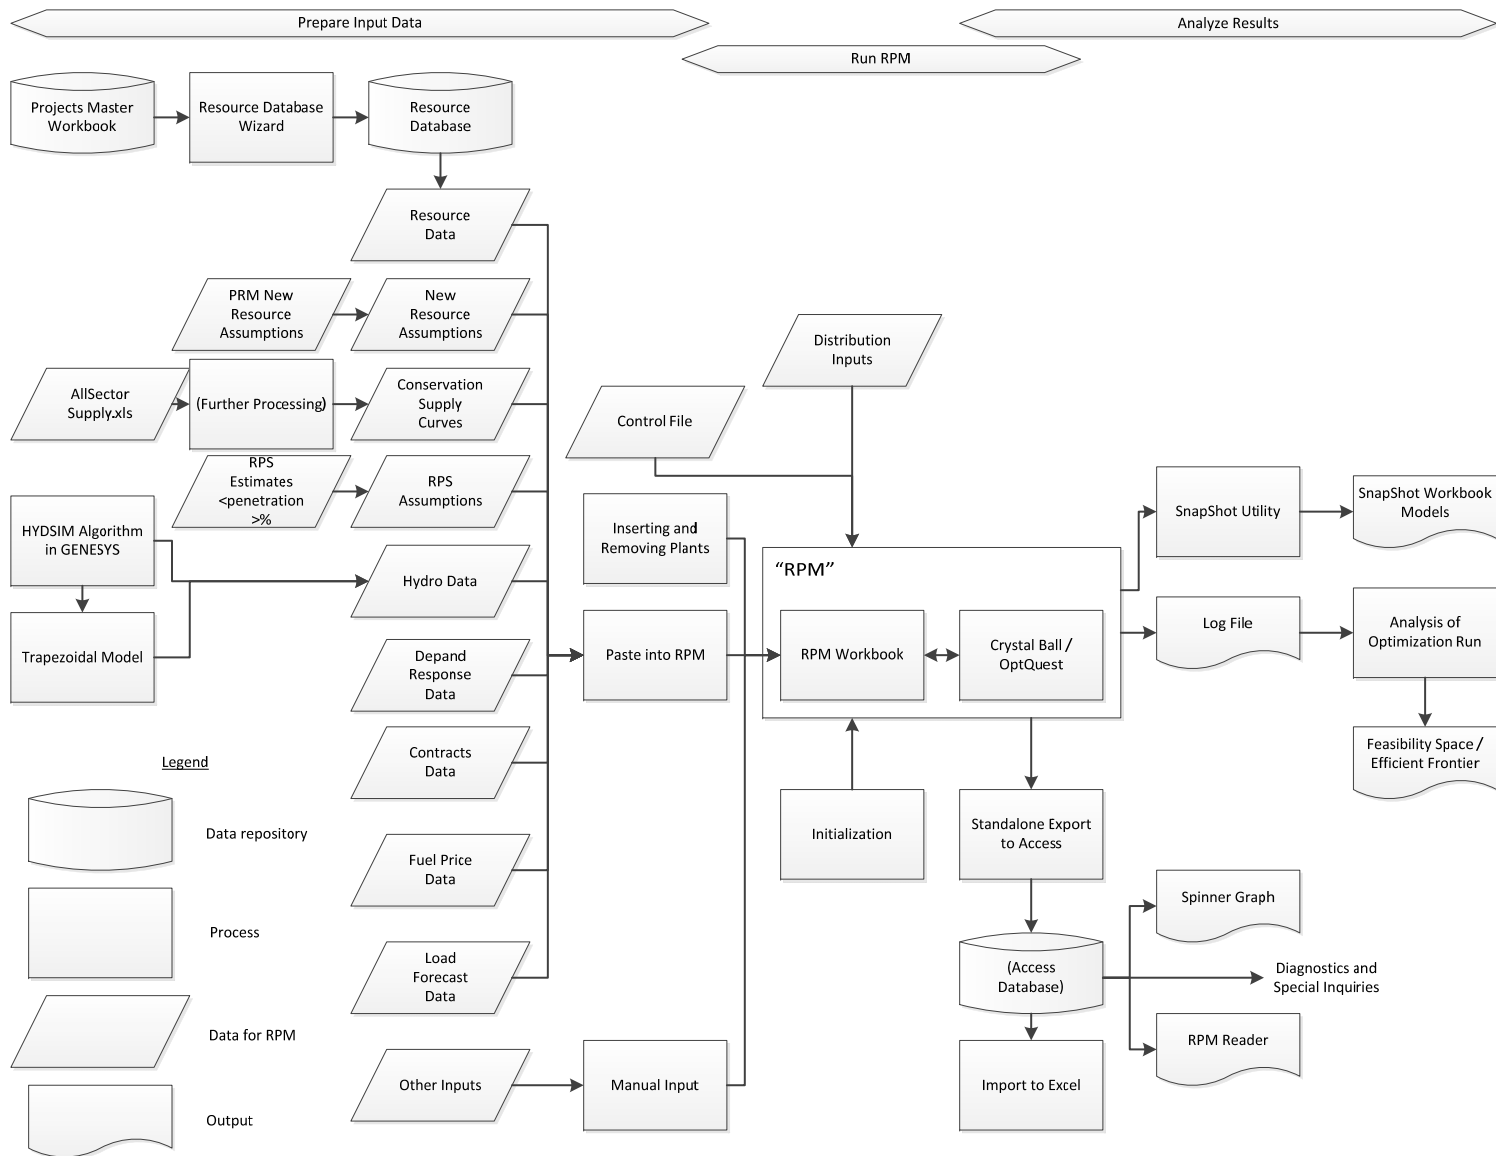 Prepare Input Data
Analyze Results
Run RPM
Projects Master
Workbook
Resource Database
Wizard
Resource
Database
Resource
Data
PRM New
Resource
Assumptions
New
Resource
Assumptions
Distribution
Inputs
AllSector
Supply.xls
(Further Processing)
Conservation
Supply
Curves
Control File
RPS
Estimates
<penetration
>%
RPS
Assumptions
HYDSIM Algorithm
in GENESYS
Inserting and
Removing Plants
SnapShot Utility
SnapShot Workbook
Models
Hydro Data
“RPM”
Trapezoidal Model
Depand
Response
Data
Paste into RPM
RPM Workbook
Crystal Ball /
OptQuest
Log File
Analysis of
Optimization Run
Contracts
Data
Feasibility Space /
Efficient Frontier
Legend
Data repository
Fuel Price
Data
Initialization
Standalone Export
to Access
Process
Load
Forecast
Data
(Access
Database)
Spinner Graph
Diagnostics and
Special Inquiries
Data for RPM
RPM Reader
Other Inputs
Manual Input
Import to Excel
Output